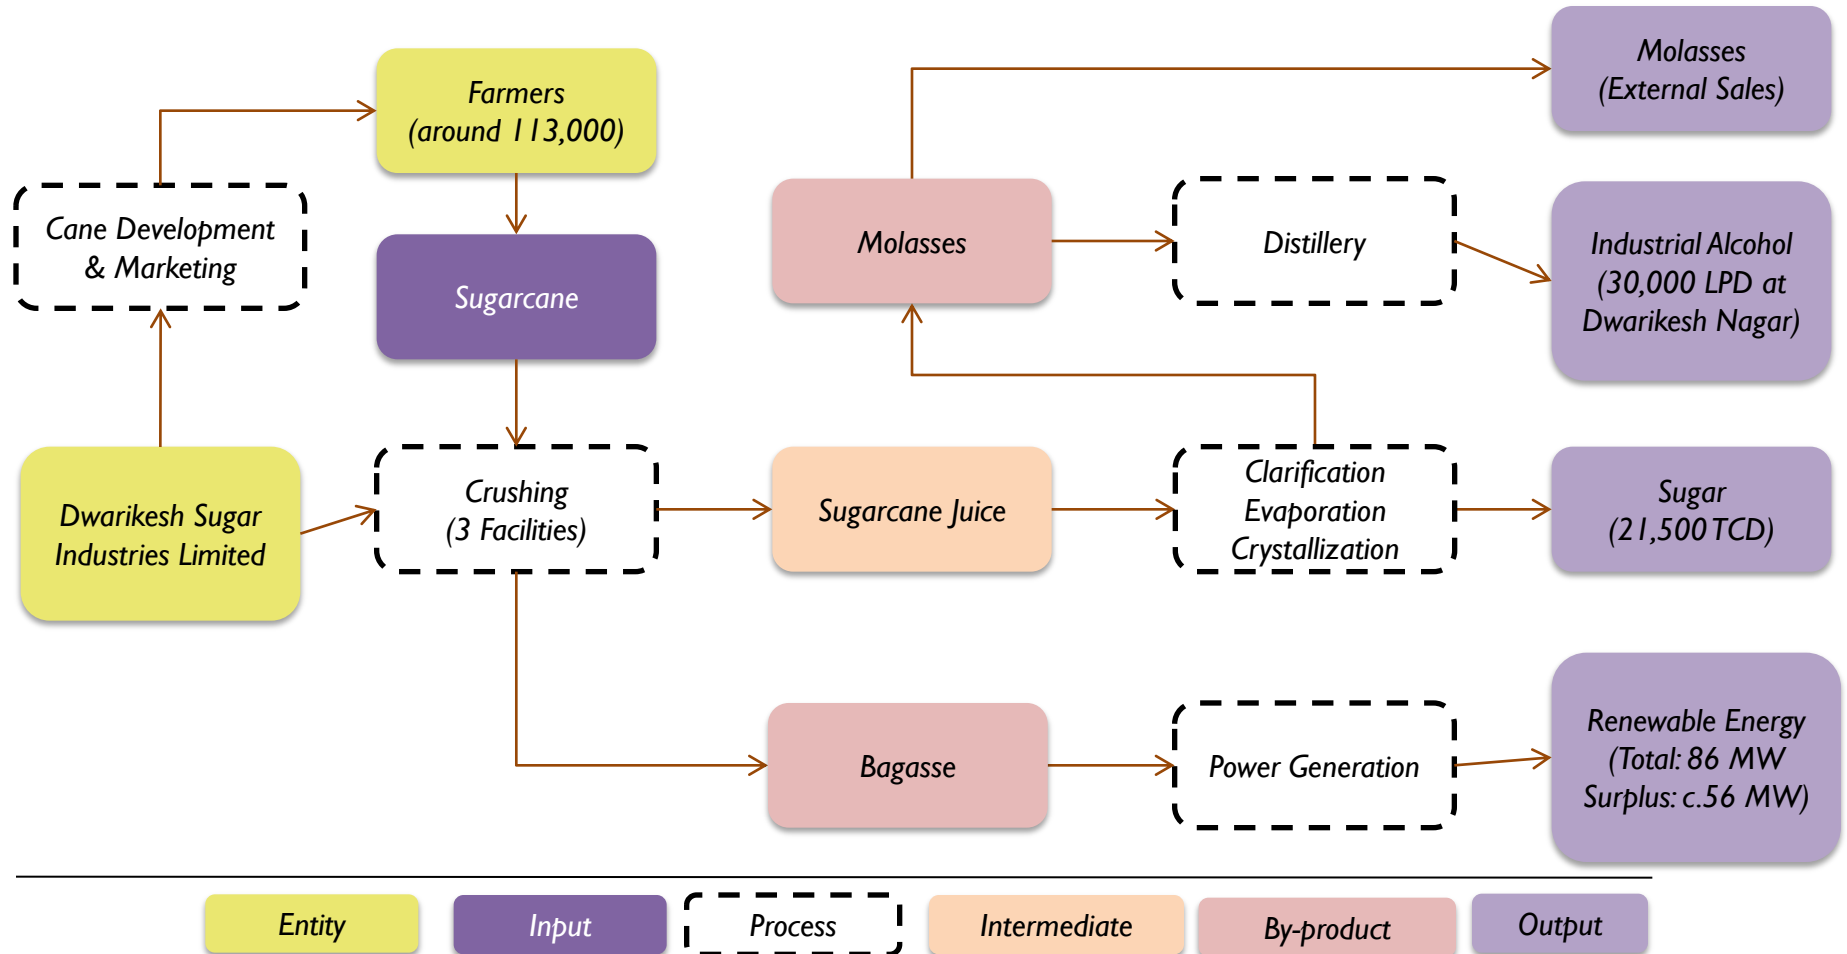 Molasses
(External Sales)
Farmers
(around 113,000)
Cane Development
& Marketing
Molasses
Distillery
Industrial Alcohol
(30,000 LPD at
Dwarikesh Nagar)
Sugarcane
Dwarikesh Sugar
Industries Limited
Crushing
(3 Facilities)
Sugarcane Juice
Clarification
Evaporation
Crystallization
Sugar
(21,500 TCD)
Bagasse
Power Generation
Renewable Energy
(Total: 86 MW
Surplus: c.56 MW)
Entity
Input
Process
Intermediate
By-product
Output